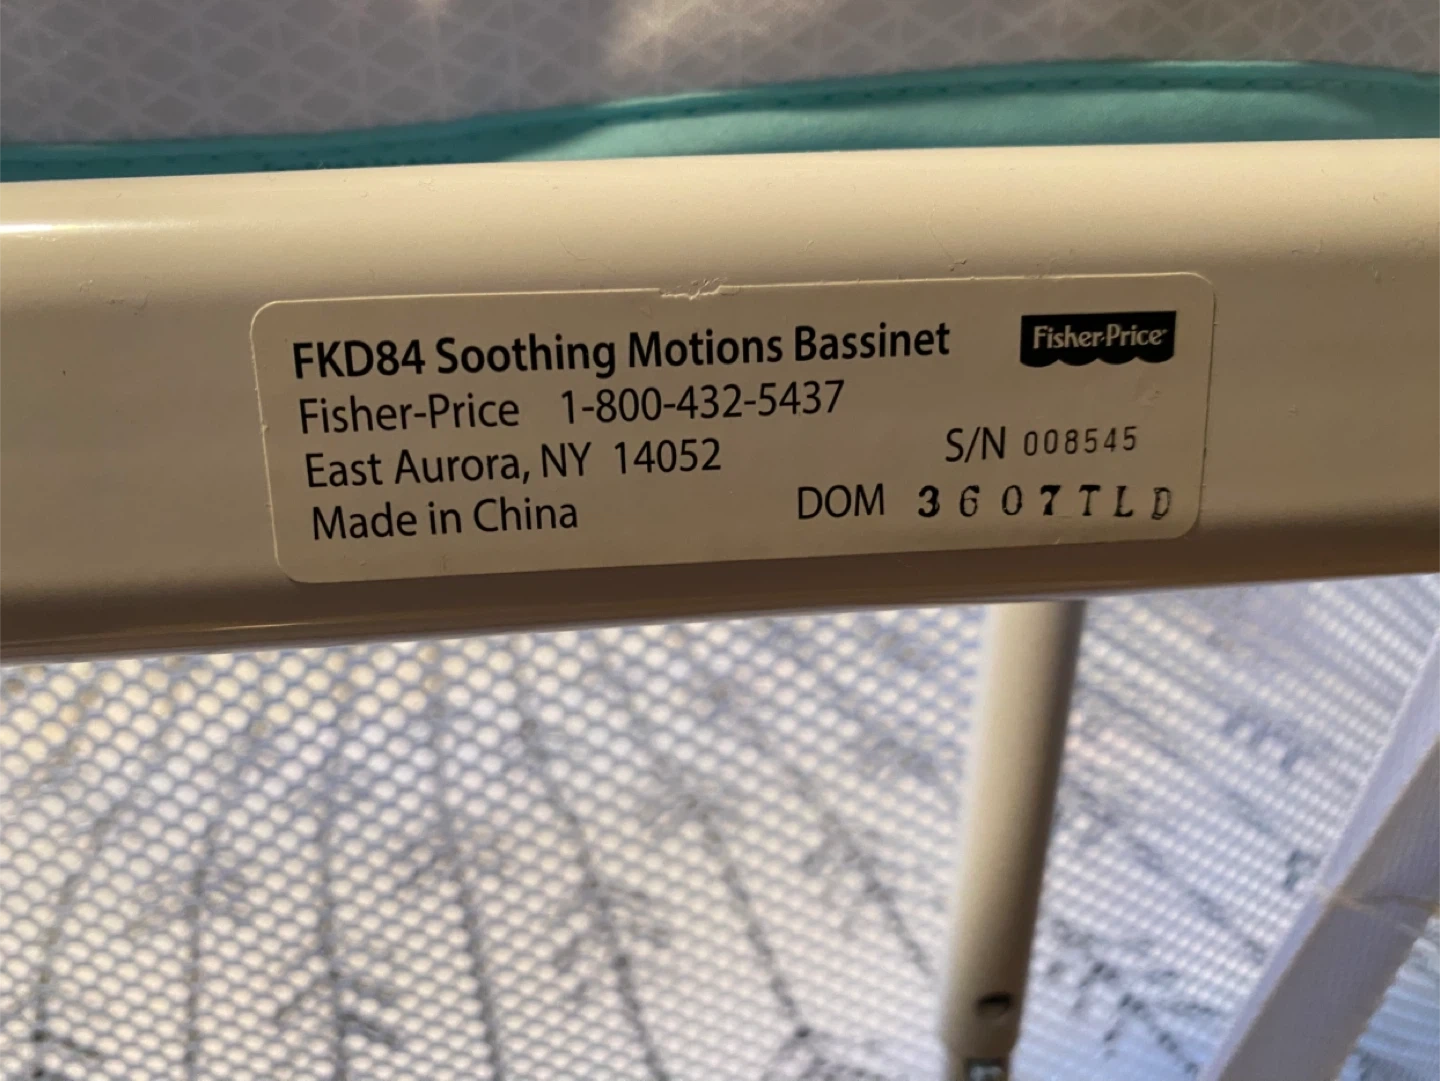 FKD84 Soothing Motions Bassinet
Fisher-Price
Fisher-Price 1-800-432-5437
East Aurora, NY 14052
S/N 008545
Made in China
DOM 3607TLD